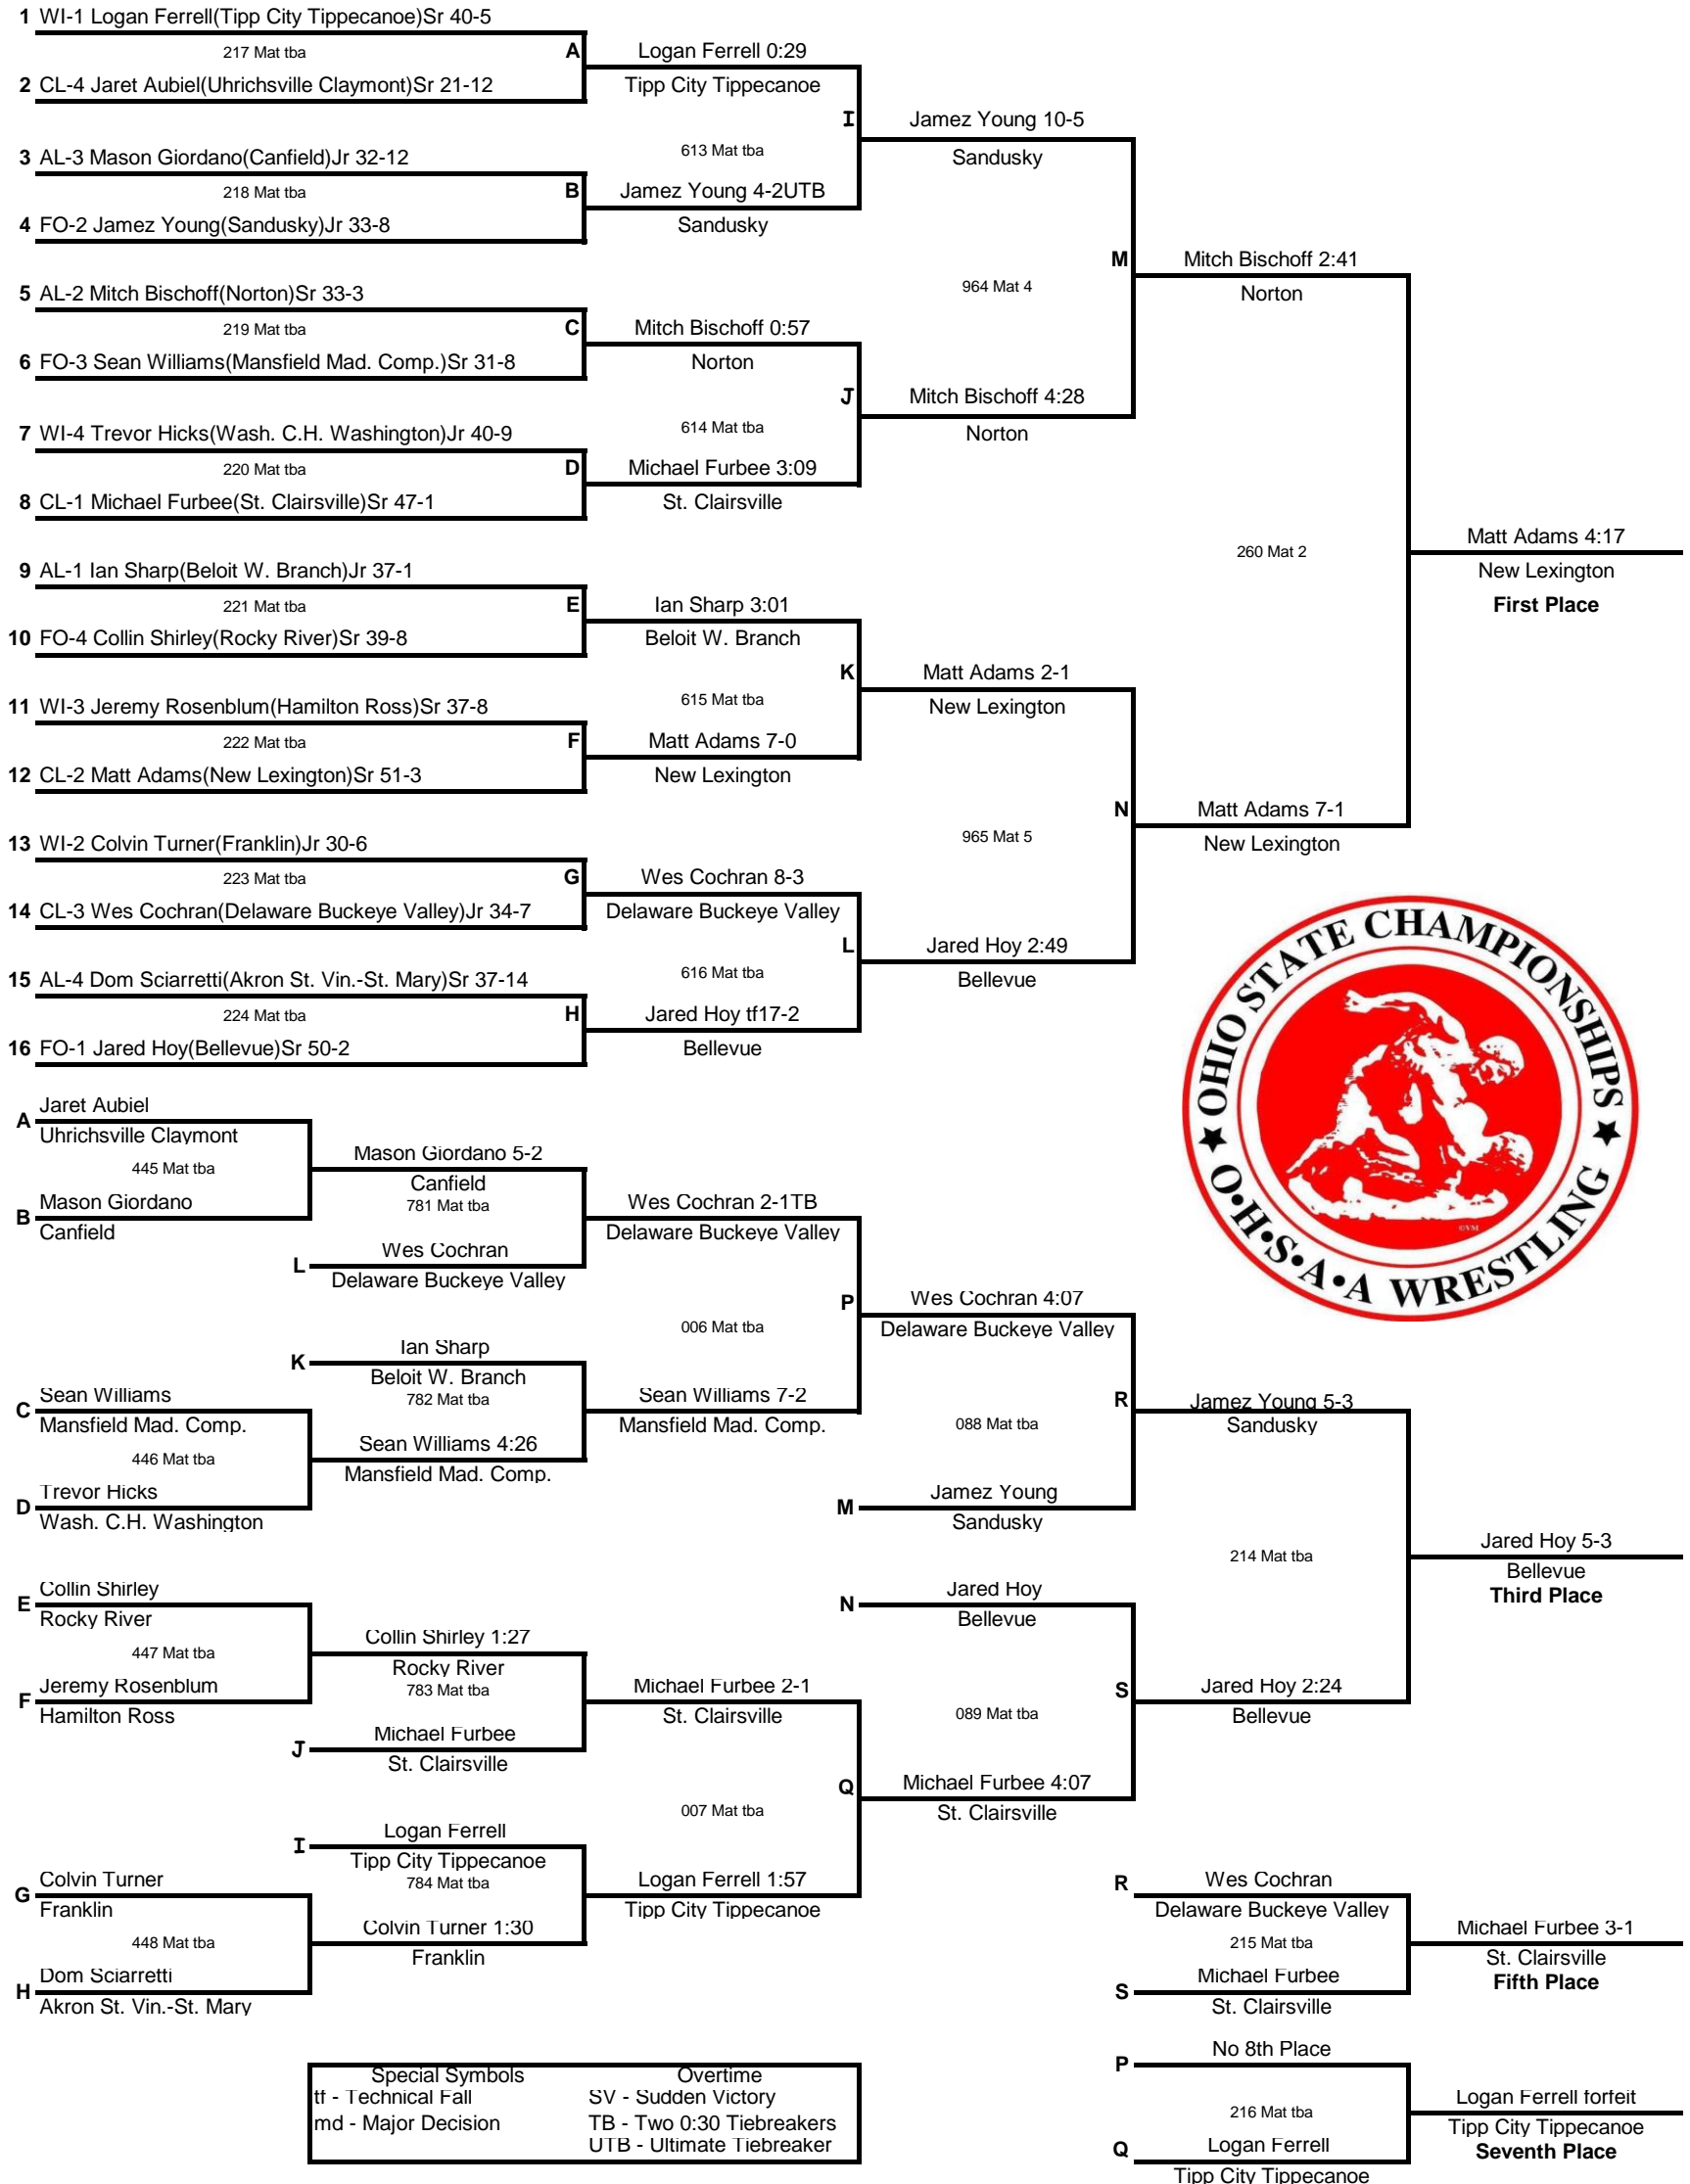 1 WI-1 Logan Ferrell(Tipp City Tippecanoe)Sr 40-5
217 Mat tba
A
2 CL-4 Jaret Aubiel(Uhrichsville Claymont)Sr 21-12
Logan Ferrell 0:29
Tipp City Tippecanoe
3 AL-3 Mason Giordano(Canfield)Jr 32-12
218 Mat tba
B
4 FO-2 Jamez Young(Sandusky)Jr 33-8
613 Mat tba
I
Jamez Young 4-2UTB
Sandusky
Jamez Young 10-5
Sandusky
5 AL-2 Mitch Bischoff(Norton)Sr 33-3
219 Mat tba
C
6 FO-3 Sean Williams(Mansfield Mad. Comp.)Sr 31-8
Mitch Bischoff 0:57
Norton
7 WI-4 Trevor Hicks(Wash. C.H. Washington)Jr 40-9
220 Mat tba
D
8 CL-1 Michael Furbee(St. Clairsville)Sr 47-1
614 Mat tba
J
Michael Furbee 3:09
St. Clairsville
Mitch Bischoff 4:28
Norton
964 Mat 4
M
Mitch Bischoff 2:41
Norton
9 AL-1 Ian Sharp(Beloit W. Branch)Jr 37-1
221 Mat tba
E
10 FO-4 Collin Shirley(Rocky River)Sr 39-8
Ian Sharp 3:01
Beloit W. Branch
11 WI-3 Jeremy Rosenblum(Hamilton Ross)Sr 37-8
222 Mat tba
F
12 CL-2 Matt Adams(New Lexington)Sr 51-3
615 Mat tba
K
Matt Adams 7-0
New Lexington
Matt Adams 2-1
New Lexington
13 WI-2 Colvin Turner(Franklin)Jr 30-6
223 Mat tba
G
14 CL-3 Wes Cochran(Delaware Buckeye Valley)Jr 34-7
Wes Cochran 8-3
Delaware Buckeye Valley
15 AL-4 Dom Sciarretti(Akron St. Vin.-St. Mary)Sr 37-14
224 Mat tba
H
16 FO-1 Jared Hoy(Bellevue)Sr 50-2
616 Mat tba
L
Jared Hoy tf17-2
Bellevue
Jared Hoy 2:49
Bellevue
965 Mat 5
N
Matt Adams 7-1
New Lexington
260 Mat 2
Matt Adams 4:17
New Lexington
First Place
★ OHIO STATE CHAMPIONSHIPS ★
O•H•S•A•A WRESTLING
©VM
A Jaret Aubiel
Uhrichsville Claymont
445 Mat tba
B Mason Giordano
Canfield
Mason Giordano 5-2
Canfield
781 Mat tba
L Wes Cochran
Delaware Buckeye Valley
Wes Cochran 2-1TB
Delaware Buckeye Valley
K Ian Sharp
Beloit W. Branch
782 Mat tba
C Sean Williams
Mansfield Mad. Comp.
446 Mat tba
D Trevor Hicks
Wash. C.H. Washington
Sean Williams 4:26
Mansfield Mad. Comp.
Sean Williams 7-2
Mansfield Mad. Comp.
006 Mat tba
P
Wes Cochran 4:07
Delaware Buckeye Valley
088 Mat tba
M Jamez Young
Sandusky
R
Jamez Young 5-3
Sandusky
E Collin Shirley
Rocky River
447 Mat tba
F Jeremy Rosenblum
Hamilton Ross
Collin Shirley 1:27
Rocky River
783 Mat tba
J Michael Furbee
St. Clairsville
Michael Furbee 2-1
St. Clairsville
I Logan Ferrell
Tipp City Tippecanoe
784 Mat tba
G Colvin Turner
Franklin
448 Mat tba
H Dom Sciarretti
Akron St. Vin.-St. Mary
Colvin Turner 1:30
Franklin
Logan Ferrell 1:57
Tipp City Tippecanoe
007 Mat tba
Q
Michael Furbee 4:07
St. Clairsville
N Jared Hoy
Bellevue
089 Mat tba
S
Jared Hoy 2:24
Bellevue
214 Mat tba
Jared Hoy 5-3
Bellevue
Third Place
R Wes Cochran
Delaware Buckeye Valley
215 Mat tba
S Michael Furbee
St. Clairsville
Michael Furbee 3-1
St. Clairsville
Fifth Place
P No 8th Place
216 Mat tba
Q Logan Ferrell
Tipp City Tippecanoe
Logan Ferrell forfeit
Tipp City Tippecanoe
Seventh Place
Special Symbols Overtime
tf - Technical Fall SV - Sudden Victory
md - Major Decision TB - Two 0:30 Tiebreakers
UTB - Ultimate Tiebreaker